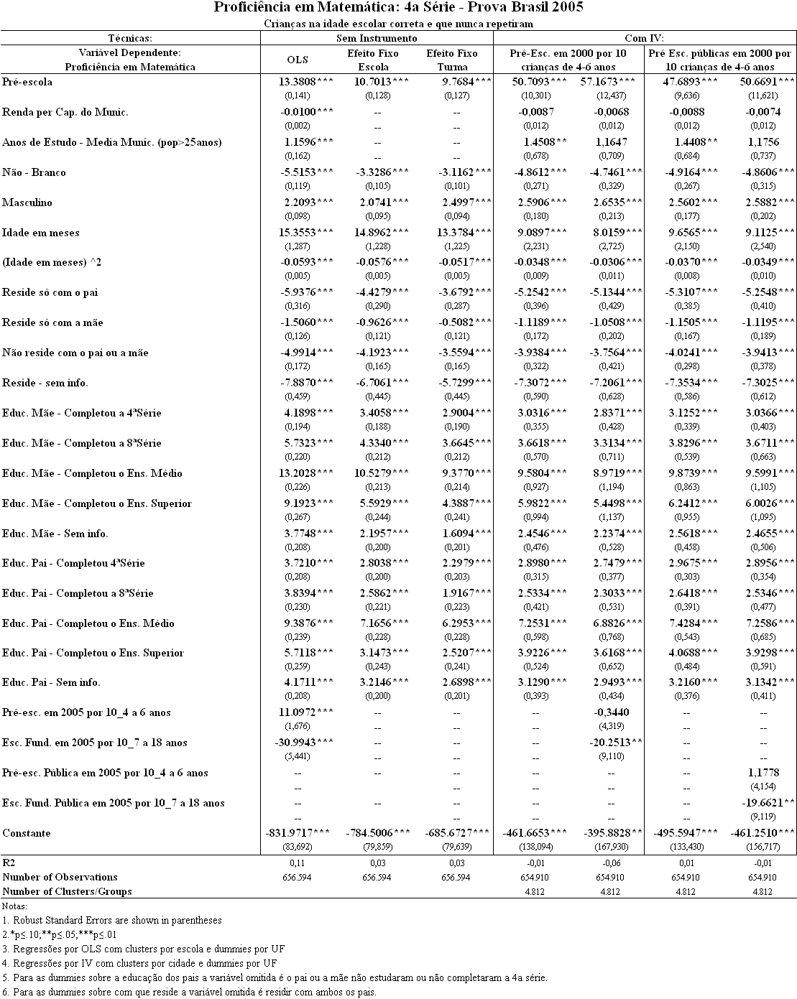 Proficiência em Matemática: 4a Série - Prova Brasil 2005
Crianças na idade escolar correta e que nunca repetiram
Técnicas: Sem Instrumento Com IV:
Variável Dependente: Proficiência em Matemática OLS Efeito Fixo Escola Efeito Fixo Turma Pré-Esc. em 2000 por 10 crianças de 4-6 anos Pré Esc. públicas em 2000 por 10 crianças de 4-6 anos
Pré-escola 13.3808*** 10.7013*** 9.7684*** 50.7093*** 57.1673*** 47.6893*** 50.6691***
(0,141) (0,128) (0,127) (10,301) (12,437) (9,636) (11,621)
Renda per Cap. do Munic. -0.0100*** -- -- -0,0087 -0,0068 -0,0088 -0,0074
(0,002) -- -- (0,012) (0,012) (0,012) (0,012)
Anos de Estudo - Media Munic. (pop>25anos) 1.1596*** -- -- 1.4508** 1,1647 1.4408** 1,1756
(0,162) -- -- (0,678) (0,709) (0,684) (0,737)
Não - Branco -5.5153*** -3.3286*** -3.1162*** -4.8612*** -4.7461*** -4.9164*** -4.8606***
(0,119) (0,105) (0,101) (0,271) (0,329) (0,267) (0,315)
Masculino 2.2093*** 2.0741*** 2.4997*** 2.5906*** 2.6535*** 2.5602*** 2.5882***
(0,098) (0,095) (0,094) (0,180) (0,213) (0,177) (0,202)
Idade em meses 15.3553*** 14.8962*** 13.3784*** 9.0897*** 8.0159*** 9.6565*** 9.1125***
(1,287) (1,228) (1,225) (2,231) (2,725) (2,150) (2,540)
(Idade em meses) ^2 -0.0593*** -0.0576*** -0.0517*** -0.0348*** -0.0306*** -0.0370*** -0.0349***
(0,005) (0,005) (0,005) (0,009) (0,011) (0,008) (0,010)
Reside só com o pai -5.9376*** -4.4279*** -3.6792*** -5.2542*** -5.1344*** -5.3107*** -5.2548***
(0,316) (0,290) (0,287) (0,396) (0,429) (0,385) (0,410)
Reside só com a mãe -1.5060*** -0.9626*** -0.5082*** -1.1189*** -1.0508*** -1.1505*** -1.1195***
(0,126) (0,121) (0,121) (0,172) (0,202) (0,167) (0,189)
Não reside com o pai ou a mãe -4.9914*** -4.1923*** -3.5594*** -3.9384*** -3.7564*** -4.0241*** -3.9413***
(0,172) (0,165) (0,165) (0,322) (0,421) (0,298) (0,378)
Reside - sem info. -7.8870*** -6.7061*** -5.7299*** -7.3072*** -7.2061*** -7.3534*** -7.3025***
(0,459) (0,445) (0,445) (0,590) (0,628) (0,586) (0,612)
Educ. Mãe - Completou a 4ªSérie 4.1898*** 3.4058*** 2.9004*** 3.0316*** 2.8371*** 3.1252*** 3.0366***
(0,194) (0,188) (0,190) (0,355) (0,428) (0,339) (0,403)
Educ. Mãe - Completou a 8ªSérie 5.7323*** 4.3340*** 3.6645*** 3.6618*** 3.3134*** 3.8296*** 3.6711***
(0,220) (0,212) (0,212) (0,570) (0,711) (0,539) (0,663)
Educ. Mãe - Completou o Ens. Médio 13.2028*** 10.5279*** 9.3770*** 9.5804*** 8.9719*** 9.8739*** 9.5991***
(0,226) (0,213) (0,214) (0,927) (1,194) (0,863) (1,105)
Educ. Mãe - Completou o Ens. Superior 9.1923*** 5.5929*** 4.3887*** 5.9822*** 5.4498*** 6.2412*** 6.0026***
(0,267) (0,244) (0,241) (0,994) (1,137) (0,955) (1,095)
Educ. Mãe - Sem info. 3.7748*** 2.1957*** 1.6094*** 2.4546*** 2.2374*** 2.5618*** 2.4655***
(0,208) (0,200) (0,201) (0,476) (0,528) (0,458) (0,506)
Educ. Pai - Completou 4ªSérie 3.7210*** 2.8038*** 2.2979*** 2.8980*** 2.7479*** 2.9675*** 2.8956***
(0,208) (0,200) (0,203) (0,315) (0,377) (0,303) (0,354)
Educ. Pai - Completou a 8ªSérie 3.8394*** 2.5862*** 1.9167*** 2.5334*** 2.3033*** 2.6418*** 2.5346***
(0,230) (0,221) (0,223) (0,421) (0,531) (0,391) (0,477)
Educ. Pai - Completou o Ens. Médio 9.3876*** 7.1656*** 6.2953*** 7.2531*** 6.8826*** 7.4284*** 7.2586***
(0,239) (0,228) (0,228) (0,598) (0,768) (0,543) (0,685)
Educ. Pai - Completou o Ens. Superior 5.7118*** 3.1473*** 2.5207*** 3.9226*** 3.6168*** 4.0688*** 3.9298***
(0,259) (0,243) (0,241) (0,524) (0,652) (0,484) (0,591)
Educ. Pai - Sem info. 4.1711*** 3.2146*** 2.6898*** 3.1290*** 2.9493*** 3.2160*** 3.1342***
(0,208) (0,200) (0,201) (0,393) (0,434) (0,376) (0,411)
Pré-esc. em 2005 por 10_4 a 6 anos 11.0972*** -- -- -- -0,3440 -- --
(1,676) -- -- -- (4,319) -- --
Esc. Fund. em 2005 por 10_7 a 18 anos -30.9943*** -- -- -- -20.2513** -- --
(5,441) -- -- -- (9,110) -- --
Pré-esc. Pública em 2005 por 10_4 a 6 anos -- -- -- -- -- -- 1,1778
-- -- -- -- -- -- (4,154)
Esc. Fund. Pública em 2005 por 10_7 a 18 anos -- -- -- -- -- -- -19.6621**
-- -- -- -- -- -- (9,119)
Constante -831.9717*** -784.5006*** -685.6727*** -461.6653*** -395.8828** -495.5947*** -461.2510***
(83,692) (79,859) (79,639) (138,094) (167,930) (133,430) (156,717)
R2 0,11 0,03 0,03 -0,01 -0,06 0,01 -0,01
Number of Observations 656.594 656.594 656.594 654.910 654.910 654.910 654.910
Number of Clusters/Groups 4.812 4.812 4.812 4.812
Notas:
1. Robust Standard Errors are shown in parentheses
2.*p≤.10;**p≤.05;***p≤.01
3. Regressões por OLS com clusters por escola e dummies por UF
4. Regressões por IV com clusters por cidade e dummies por UF
5. Para as dummies sobre a educação dos pais a variável omitida é o pai ou a mãe não estudaram ou não completaram a 4a série.
6. Para as dummies sobre com que reside a variável omitida é residir com ambos os pais.